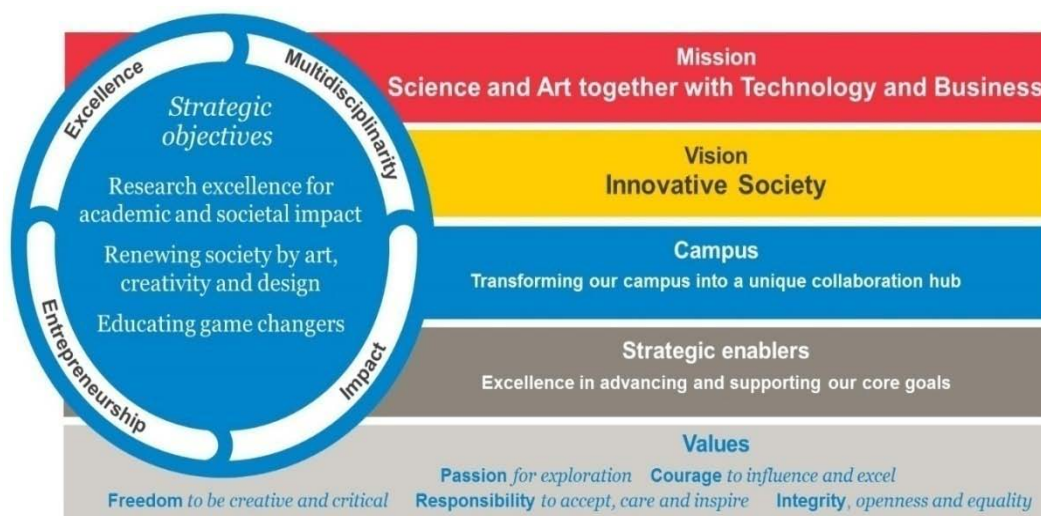 Excellence
Multidisciplinarity
Entrepreneurship
Impact
Strategic
objectives
Research excellence for
academic and societal impact
Renewing society by art,
creativity and design
Educating game changers
Mission
Science and Art together with Technology and Business
Vision
Innovative Society
Campus
Transforming our campus into a unique collaboration hub
Strategic enablers
Excellence in advancing and supporting our core goals
Values
Passion for exploration Courage to influence and excel
Freedom to be creative and critical Responsibility to accept, care and inspire Integrity, openness and equality